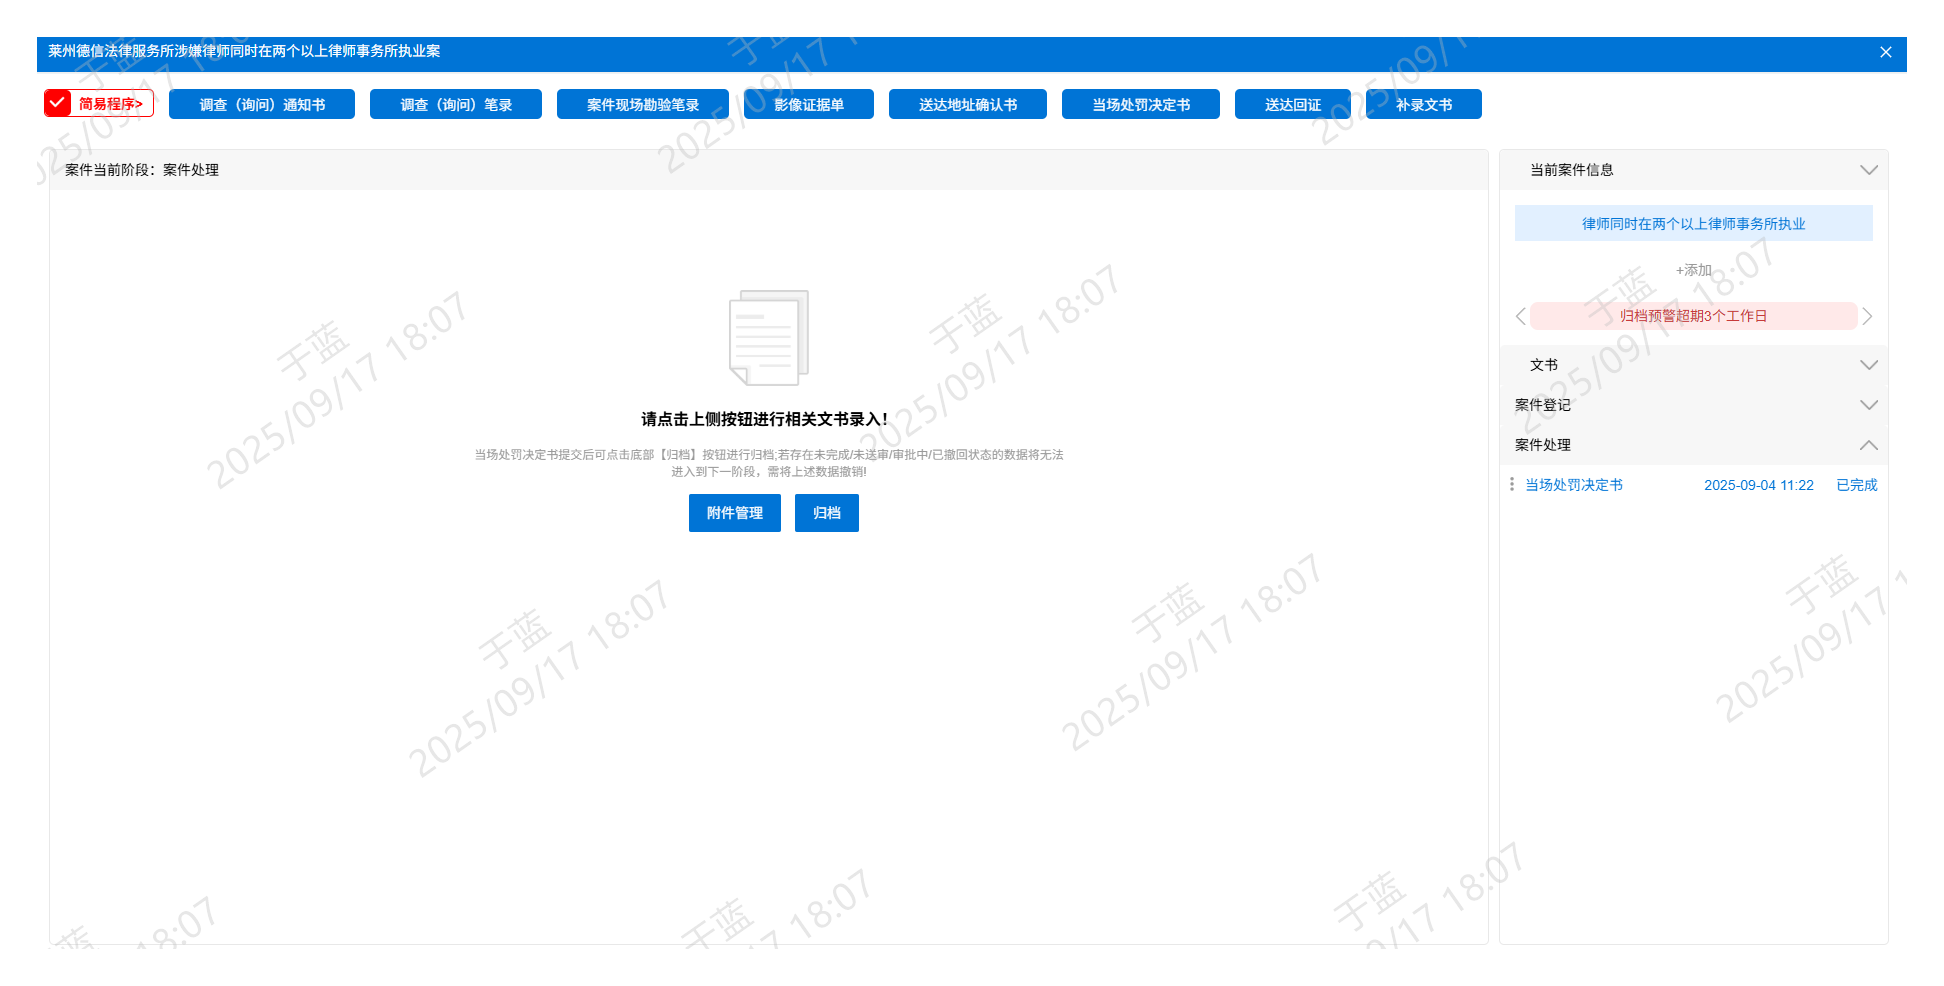 莱州德信法律服务所涉嫌律师同时在两个以上律师事务所执业案
简易程序>
调查（询问）通知书
调查（询问）笔录
案件现场勘验笔录
影像证据单
送达地址确认书
当场处罚决定书
送达回证
补录文书
案件当前阶段：案件处理
请点击上侧按钮进行相关文书录入！
当场处罚决定书提交后可点击底部【归档】按钮进行归档;若存在未完成/未送审/审批中/已撤回状态的数据将无法
进入到下一阶段，需将上述数据撤销!
附件管理
归档
当前案件信息
律师同时在两个以上律师事务所执业
+添加
归档预警超期3个工作日
文书
案件登记
案件处理
当场处罚决定书 2025-09-04 11:22 已完成
于蓝
2025/09/17 18:07